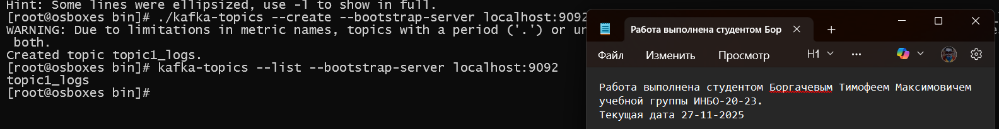 Hint: Some lines were ellipsized, use -l to show in full.
[root@osboxes bin]# ./kafka-topics --create --bootstrap-server localhost:9092
WARNING: Due to limitations in metric names, topics with a period ('.') or
both.
Created topic topic1_logs.
[root@osboxes bin]# kafka-topics --list --bootstrap-server localhost:9092
topic1_logs
[root@osboxes bin]#
Работа выполнена студентом Бор
Файл Изменить Просмотр H1
Работа выполнена студентом Боргачевым Тимофеем Максимовичем
учебной группы ИНБО-20-23.
Текущая дата 27-11-2025